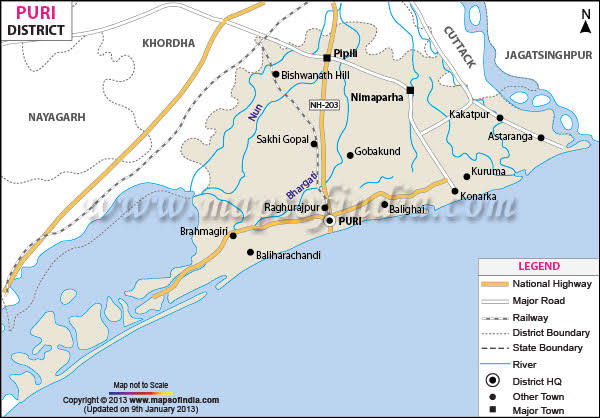 PURI
DISTRICT
N
KHORDHA
CUTTACK
JAGATSINGHPUR
NAYAGARH
Pipili
Bishwanath Hill
Nimaparha
NH-203
Nun
Kakatpur
Astaranga
Sakhi Gopal
Gobakund
Kuruma
Bhargati
Konarka
Raghurajpur
Balighai
www.mapsofindia.com
PURI
Brahmagiri
Baliharachandi
LEGEND
National Highway
Major Road
Railway
District Boundary
State Boundary
River
District HQ
Other Town
Major Town
Map not to Scale
Copyright © 2013 www.mapsofindia.com
(Updated on 9th January 2013)